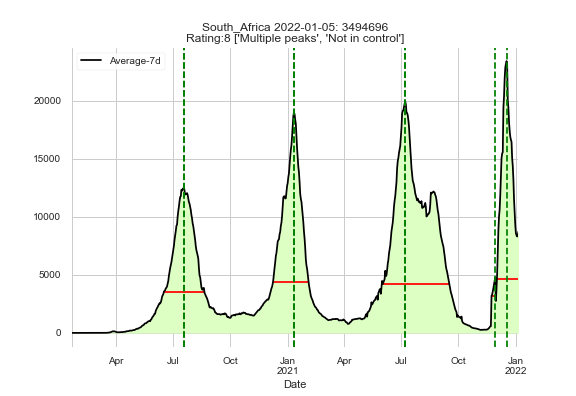 South_Africa 2022-01-05: 3494696
Rating:8 ['Multiple peaks', 'Not in control']
Average-7d
20000
15000
10000
5000
0
Apr
Jul
Oct
Jan
2021
Apr
Jul
Oct
Jan
2022
Date